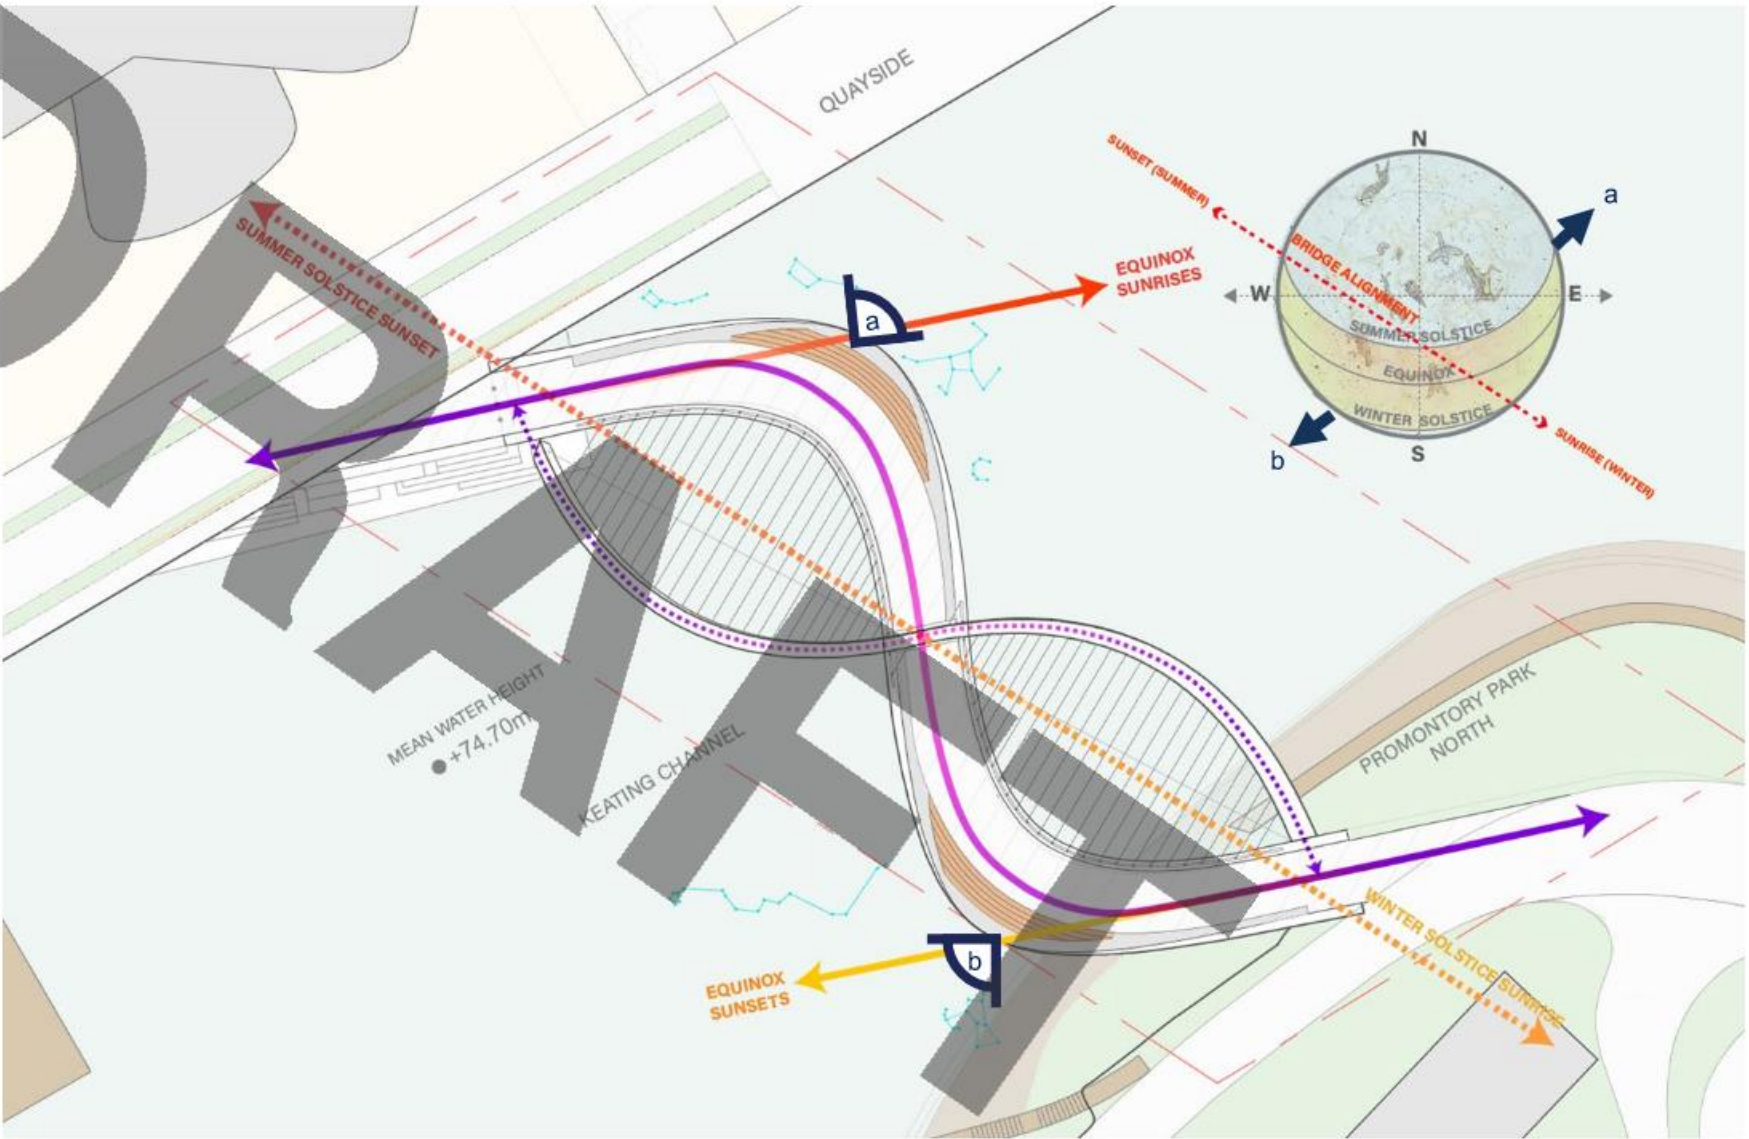 QUAYSIDE
N
SUNSET (SUMMER)
a
BRIDGE ALIGNMENT
W
E
SUMMER SOLSTICE
EQUINOX
WINTER SOLSTICE
S
b
SUNRISE (WINTER)
SUMMER SOLSTICE SUNSET
EQUINOX
SUNRISES
a
DRAFT
MEAN WATER HEIGHT
+74.70m
KEATING CHANNEL
PROMONTORY PARK
NORTH
WINTER SOLSTICE SUNRISE
b
EQUINOX
SUNSETS